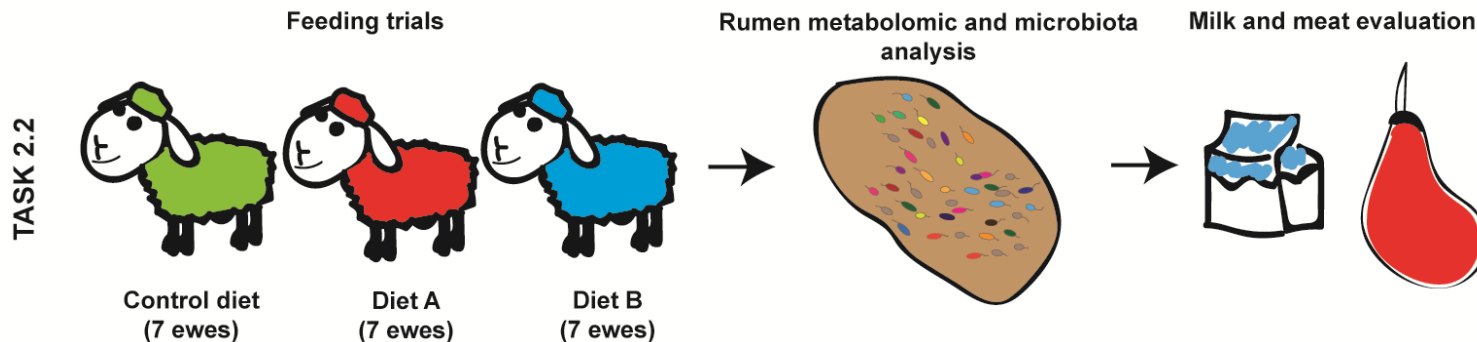 TASK 2.2
Feeding trials
Control diet
(7 ewes)
Diet A
(7 ewes)
Diet B
(7 ewes)
Rumen metabolomic and microbiota
analysis
Milk and meat evaluation